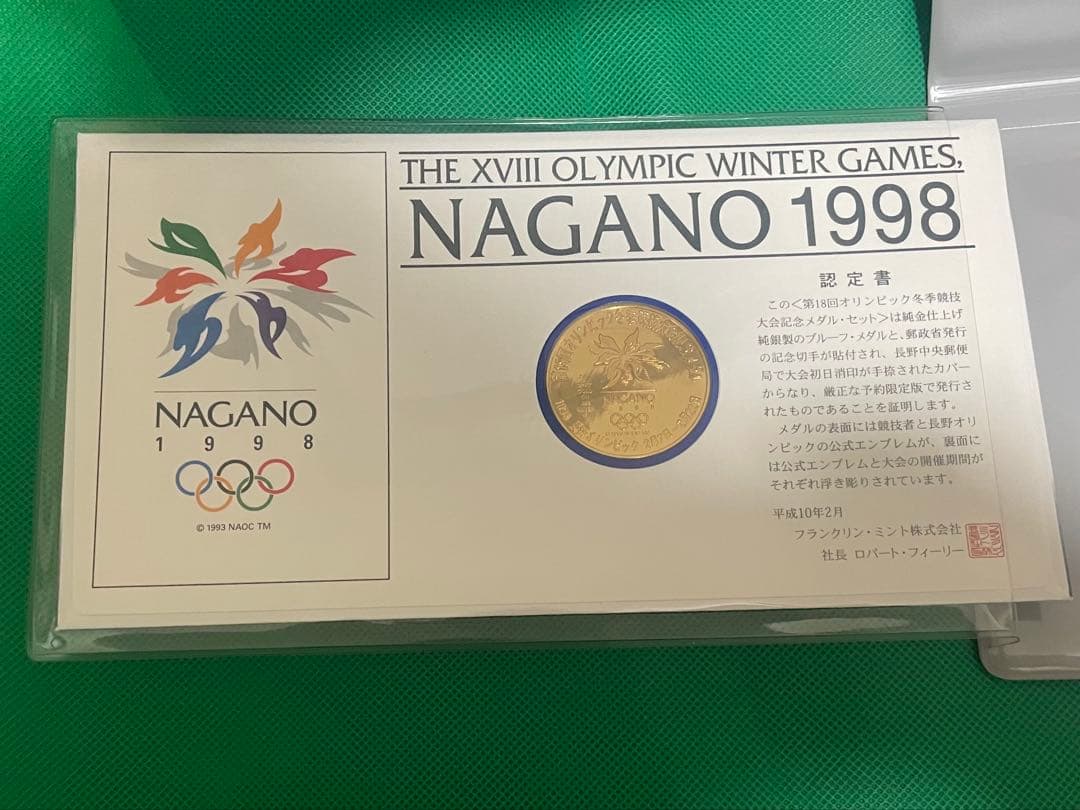 NAGANO
1998
© 1993 NAOC TM
THE XVIII OLYMPIC WINTER GAMES,
NAGANO 1998
NAGANO
1998
認定書
この<第18回オリンピック冬季競技
大会記念メダル・セット>は純金仕上げ
純銀製のプルーフ・メダルと、郵政省発行
の記念切手が貼付され、長野中央郵便
局で大会初日消印が手捺されたカバー
からなり、厳正な予約限定版で発行さ
れたものであることを証明します。
メダルの表面には競技者と長野オリ
ンピックの公式エンブレムが、裏面に
は公式エンブレムと大会の開催期間が
それぞれ浮き彫りされています。
平成10年2月
フランクリン・ミント株式会社
社長 ロバート・フィーリー